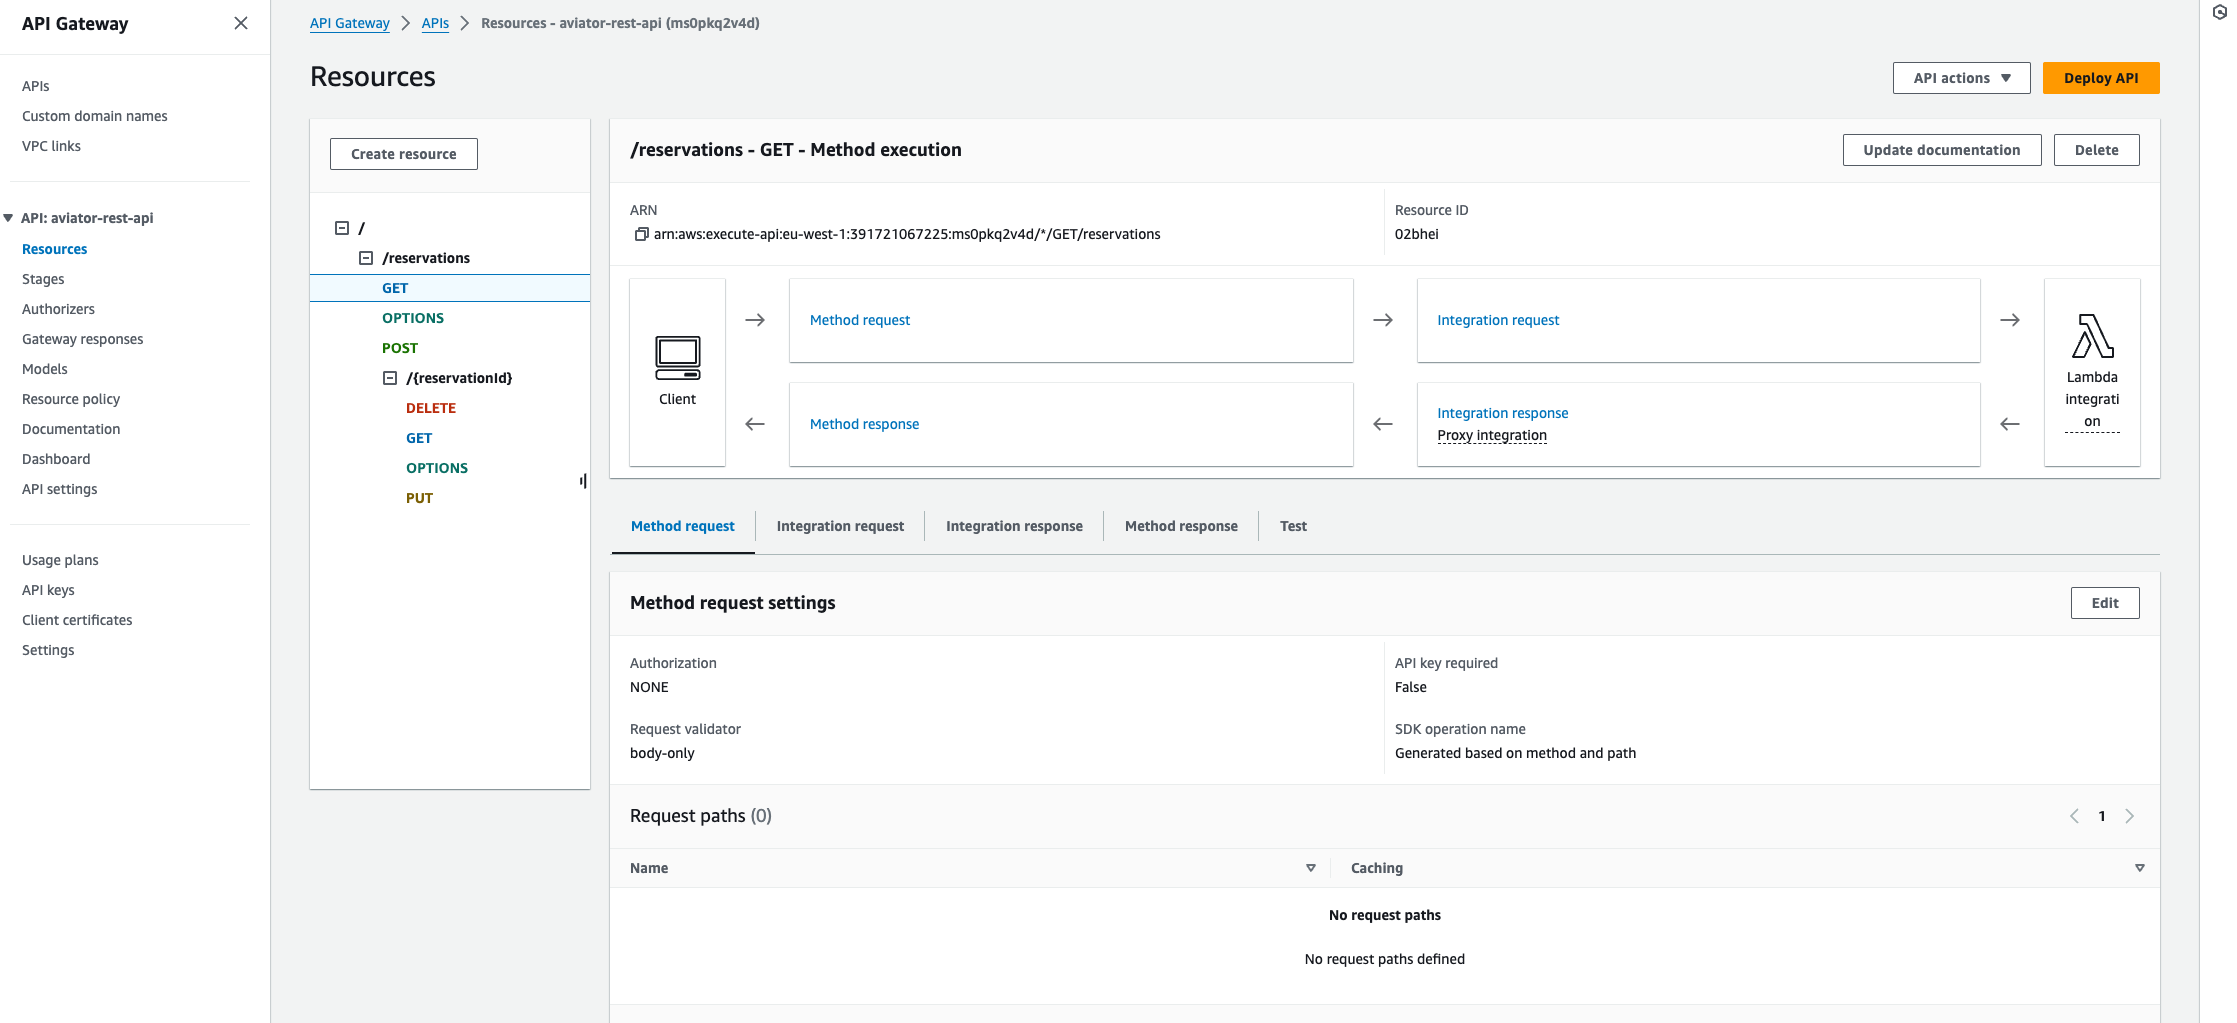 API Gateway
APIs
Custom domain names
VPC links
API: aviator-rest-api
Resources
Stages
Authorizers
Gateway responses
Models
Resource policy
Documentation
Dashboard
API settings
Usage plans
API keys
Client certificates
Settings
API Gateway > APIs > Resources - aviator-rest-api (ms0pkq2v4d)
Resources
API actions
Deploy API
Create resource
/
/reservations
GET
OPTIONS
POST
/{reservationId}
DELETE
GET
OPTIONS
PUT
/reservations - GET - Method execution
Update documentation
Delete
ARN
arn:aws:execute-api:eu-west-1:391721067225:ms0pkq2v4d/*/GET/reservations
Resource ID
02bhei
Client
Method request
Integration request
Method response
Integration response
Proxy integration
Lambda
integrati
on
Method request
Integration request
Integration response
Method response
Test
Method request settings
Edit
Authorization
NONE
API key required
False
Request validator
body-only
SDK operation name
Generated based on method and path
Request paths (0)
1
Name
Caching
No request paths
No request paths defined